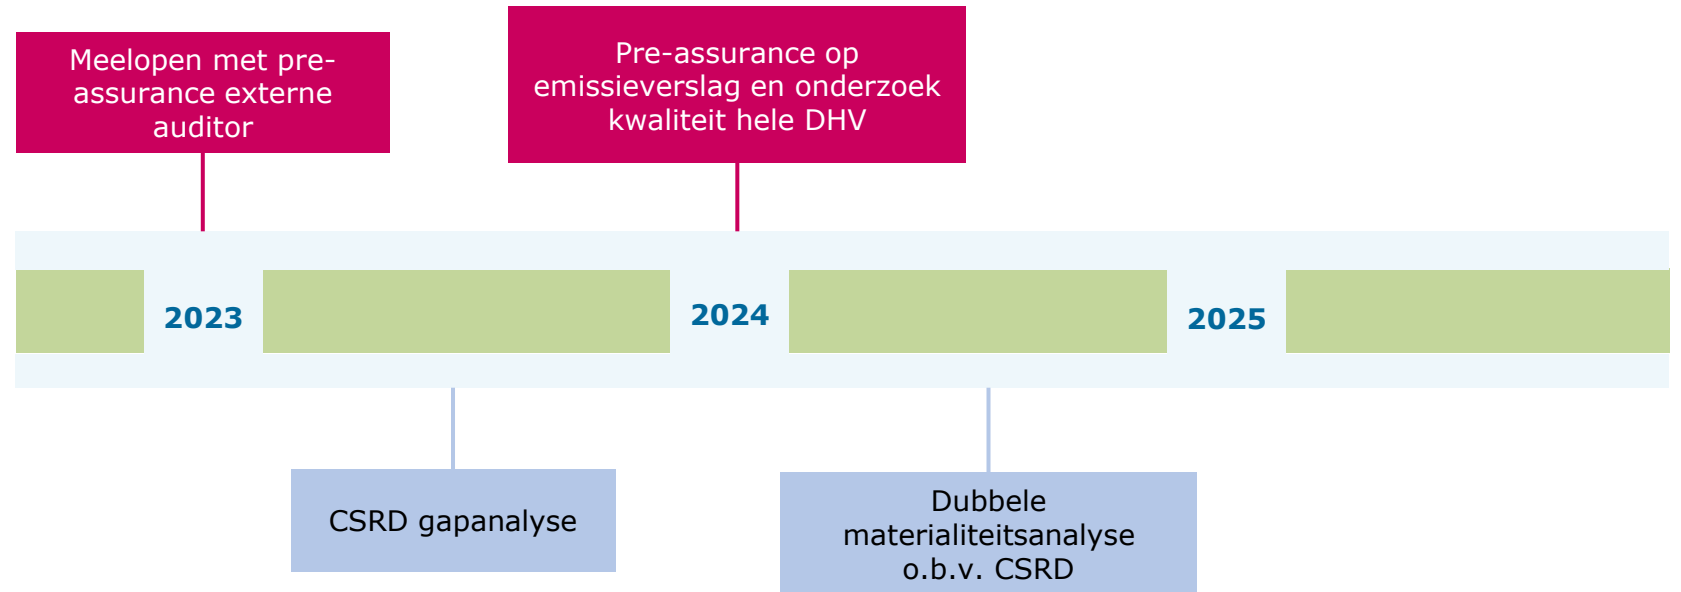 Meelopen met pre-
assurance externe
auditor
Pre-assurance op
emissieverslag en onderzoek
kwaliteit hele DHV
2023
2024
2025
CSRD gapanalyse
Dubbele
materialiteitsanalyse
o.b.v. CSRD